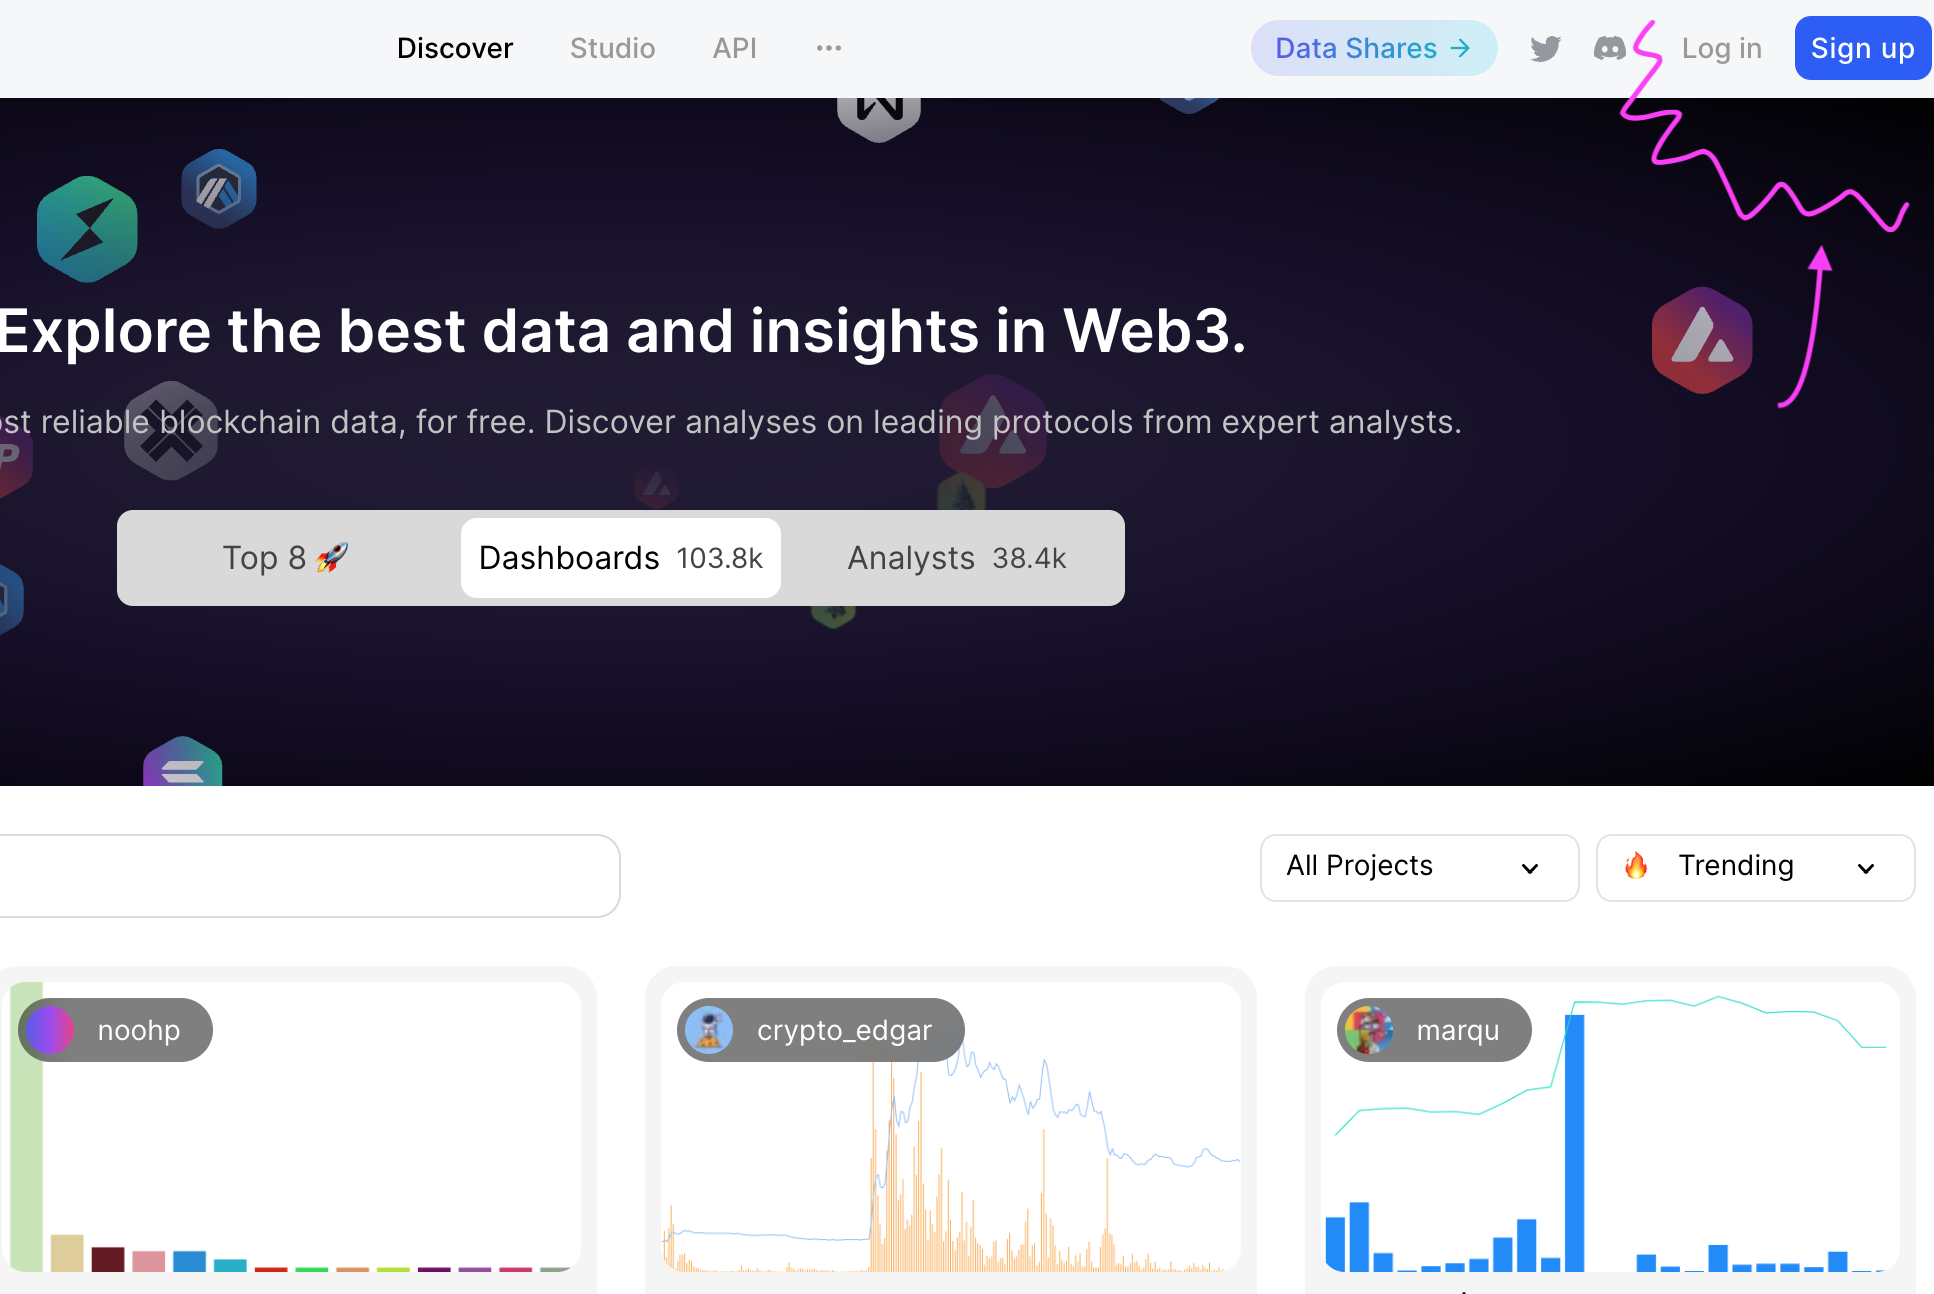 Discover Studio API ··· Data Shares → Log in Sign up
Explore the best data and insights in Web3.
st reliable blockchain data, for free. Discover analyses on leading protocols from expert analysts.
Top 8 🚀 Dashboards 103.8k Analysts 38.4k
All Projects 🔥 Trending
noohp crypto_edgar marqu